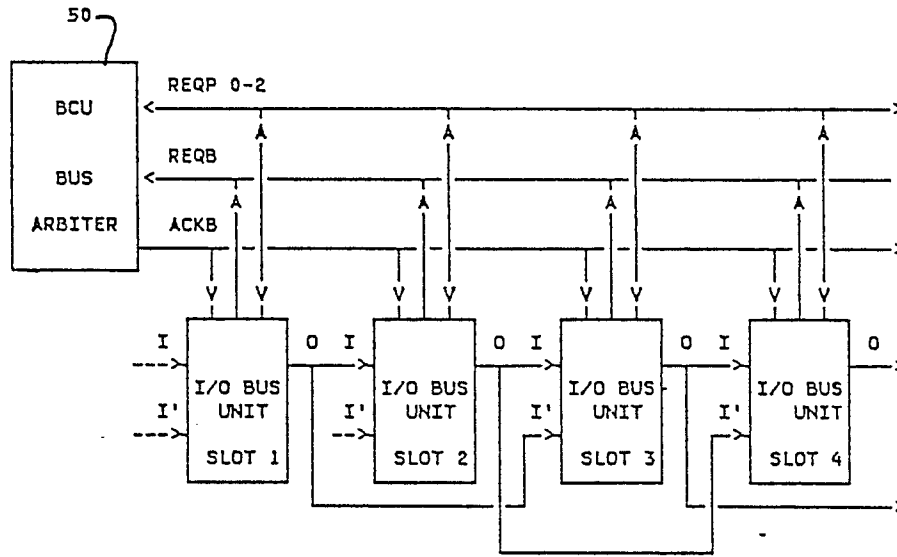 50
BCU
BUS
ARBITER
REQP 0-2
REQB
ACKB
I
I'
I/O BUS
UNIT
SLOT 1
O
I
I'
I/O BUS
UNIT
SLOT 2
O
I
I'
I/O BUS
UNIT
SLOT 3
O
I
I'
I/O BUS
UNIT
SLOT 4
O